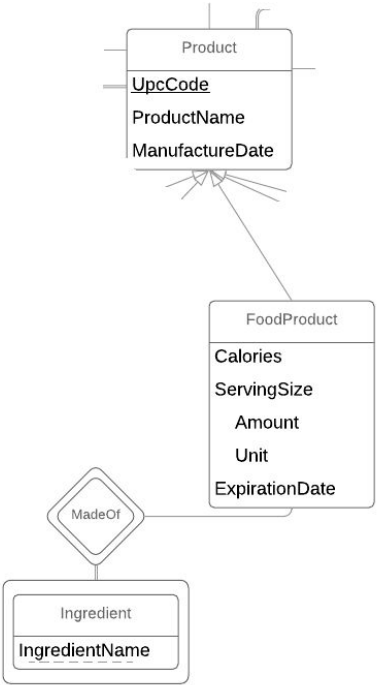 Product
UpcCode
ProductName
ManufactureDate
FoodProduct
Calories
ServingSize
Amount
Unit
ExpirationDate
MadeOf
Ingredient
IngredientName